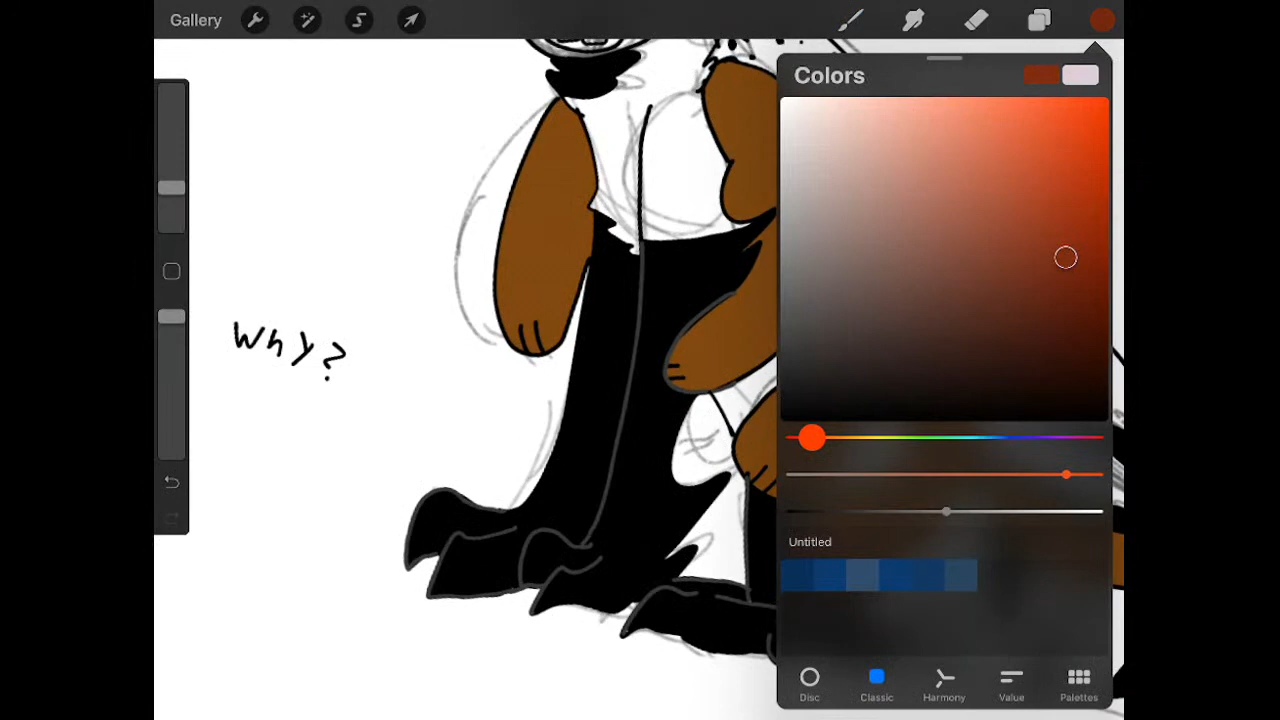 Gallery
Colors
Why?
Untitled
Disc
Classic
Harmony
Value
Palettes